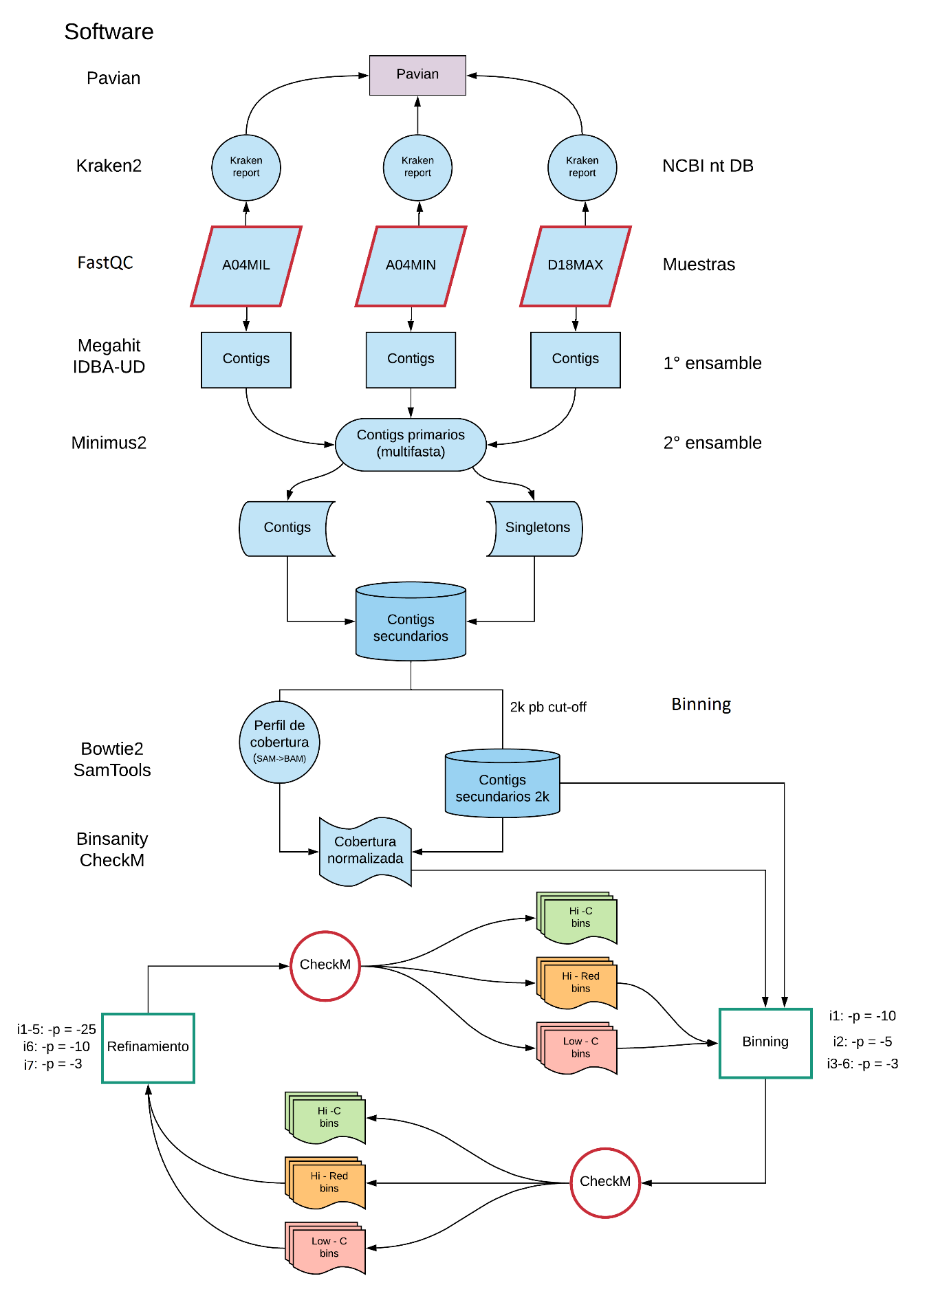 Software
Pavian
Pavian
Kraken2
Kraken
report
Kraken
report
Kraken
report
NCBI nt DB
FastQC
A04MIL
A04MIN
D18MAX
Muestras
Megahit
IDBA-UD
Contigs
Contigs
Contigs
1° ensamble
Minimus2
Contigs primarios
(multifasta)
2° ensamble
Contigs
Singletons
Contigs
secundarios
2k pb cut-off
Binning
Perfil de
cobertura
(SAM->BAM)
Bowtie2
SamTools
Contigs
secundarios 2k
Binsanity
CheckM
Cobertura
normalizada
Hi -C
bins
CheckM
Hi - Red
bins
Low - C
bins
i1-5: -p = -25
i6: -p = -10
i7: -p = -3
Refinamiento
Binning
i1: -p = -10
i2: -p = -5
i3-6: -p = -3
Hi -C
bins
Hi - Red
bins
CheckM
Low - C
bins